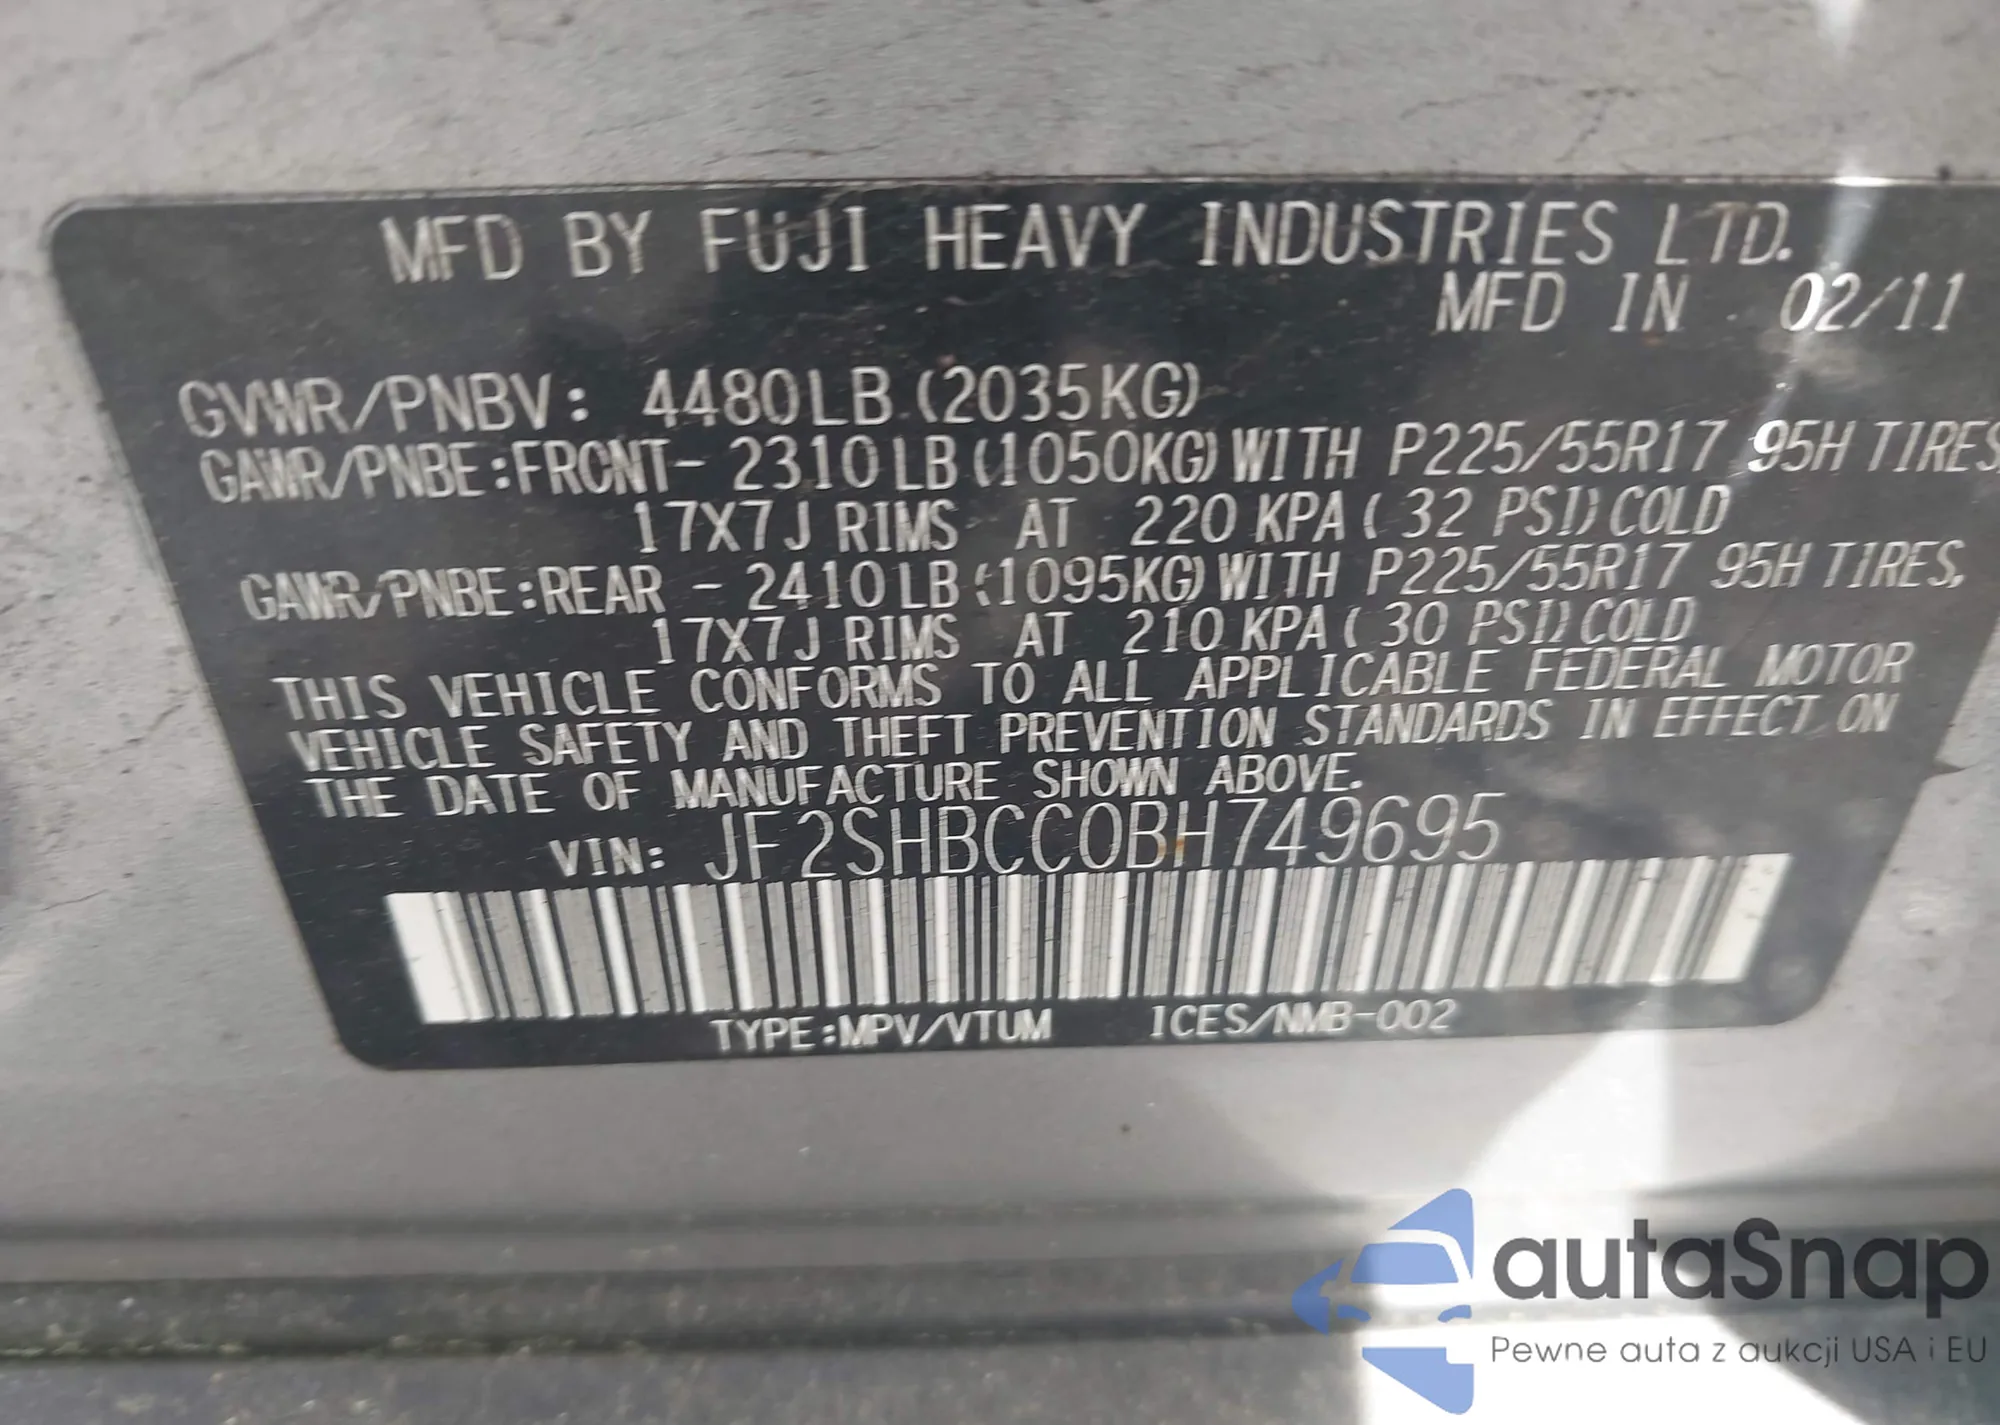 MFD BY FUJI HEAVY INDUSTRIES LTD.
MFD IN 02/11
GVWR/PNBV: 4480LB (2035KG)
GAWR/PNBE:FRONT- 2310LB (1050KG) WITH P225/55R17 95H TIRES
17X7J RIMS AT 220 KPA ( 32 PSI) COLD
GAWR/PNBE:REAR - 2410LB (1095KG) WITH P225/55R17 95H TIRES,
17X7J RIMS AT 210 KPA ( 30 PSI) COLD
THIS VEHICLE CONFORMS TO ALL APPLICABLE FEDERAL MOTOR
VEHICLE SAFETY AND THEFT PREVENTION STANDARDS IN EFFECT ON
THE DATE OF MANUFACTURE SHOWN ABOVE.
VIN: JF2SHBCC0BH749695
TYPE:MPV/VTUM ICES/NMB-002
autaSnap
Pewne auta z aukcji USA i EU